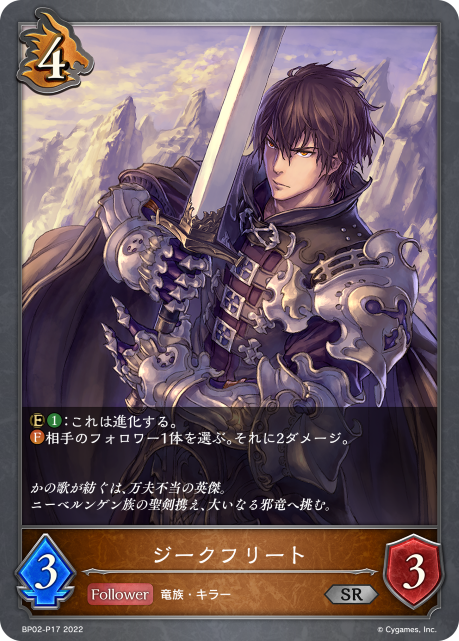 4
E 1：これは進化する。
F 相手のフォロワー1体を選ぶ。それに2ダメージ。
かの歌が紡ぐは、万夫不当の英傑。
ニーベルンゲン族の聖剣携え、大いなる邪竜へ挑む。
ジークフリート
3
Follower 竜族・キラー SR
3
BP02-P17 2022 © Cygames, Inc.